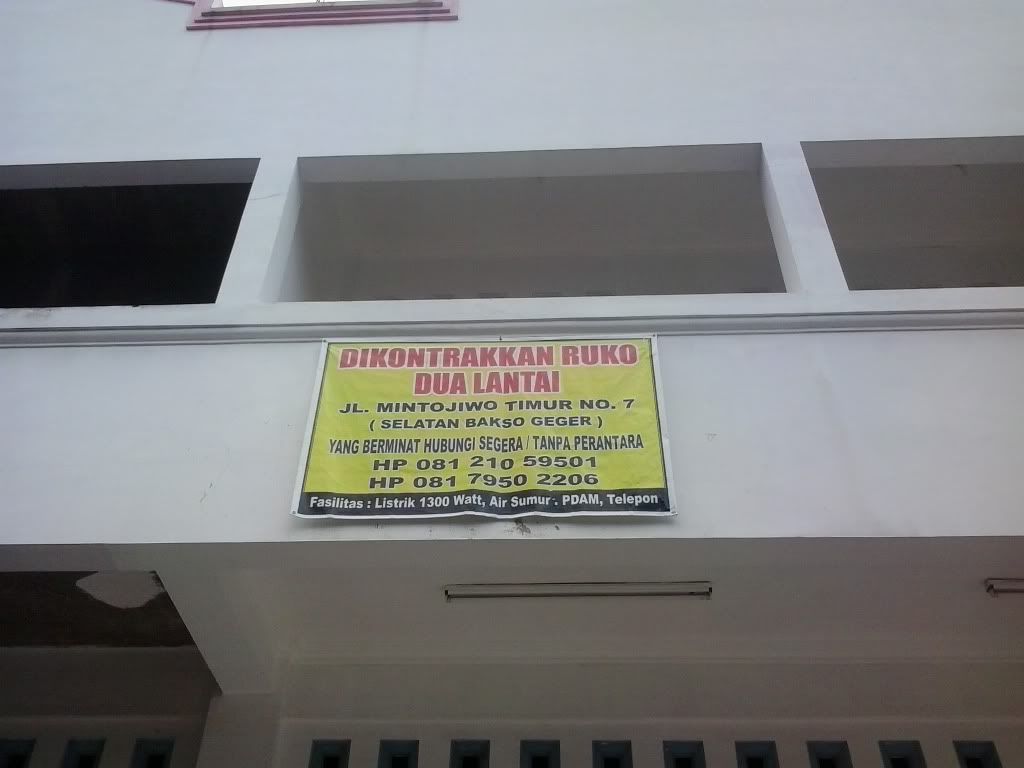 DIKONTRAKKAN RUKO
DUA LANTAI
JL. MINTOJIWO TIMUR NO. 7
( SELATAN BAKSO GEGER )
YANG BERMINAT HUBUNGI SEGERA / TANPA PERANTARA
HP 081 210 59501
HP 081 7950 2206
Fasilitas : Listrik 1300 Watt, Air Sumur . PDAM, Telepon